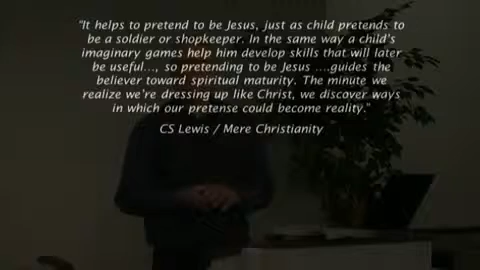 "It helps to pretend to be Jesus, just as child pretends to
be a soldier or shopkeeper. In the same way a child's
imaginary games help him develop skills that will later
be useful..., so pretending to be Jesus ....guides the
believer toward spiritual maturity. The minute we
realize we're dressing up like Christ, we discover ways
in which our pretense could become reality."
CS Lewis / Mere Christianity